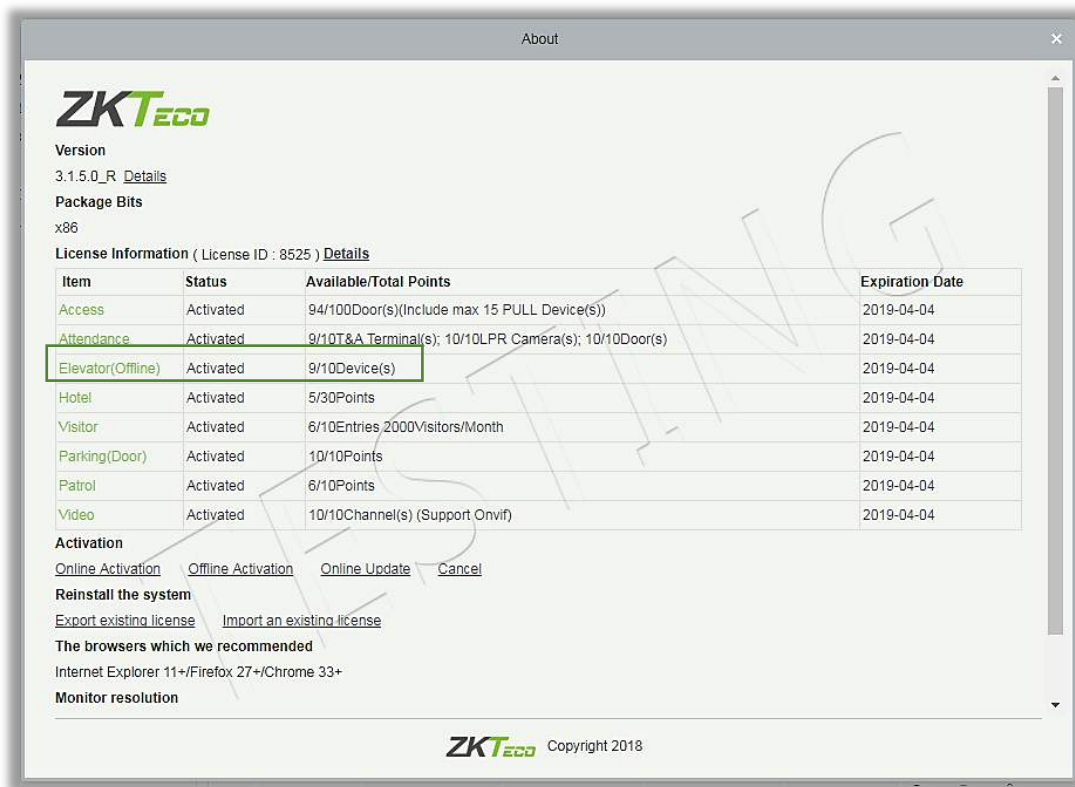 About
ZKTeco
Version
3.1.5.0_R Details
Package Bits
x86
License Information ( License ID : 8525 ) Details
Item Status Available/Total Points Expiration Date
Access Activated 94/100Door(s)(Include max 15 PULL Device(s)) 2019-04-04
Attendance Activated 9/10T&A Terminal(s); 10/10LPR Camera(s); 10/10Door(s) 2019-04-04
Elevator(Offline) Activated 9/10Device(s) 2019-04-04
Hotel Activated 5/30Points 2019-04-04
Visitor Activated 6/10Entries 2000Visitors/Month 2019-04-04
Parking(Door) Activated 10/10Points 2019-04-04
Patrol Activated 6/10Points 2019-04-04
Video Activated 10/10Channel(s) (Support Onvif) 2019-04-04
TESTING
Activation
Online Activation Offline Activation Online Update Cancel
Reinstall the system
Export existing license Import an existing license
The browsers which we recommended
Internet Explorer 11+/Firefox 27+/Chrome 33+
Monitor resolution
ZKTeco Copyright 2018